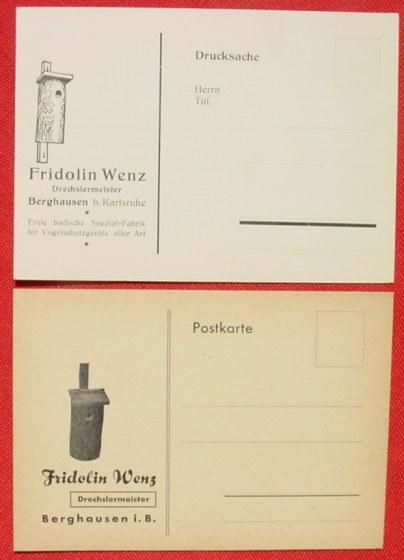 Drucksache
Herrn
Titl.
Fridolin Wenz
Drechslermeister
Berghausen b. Karlsruhe
Erste badische Spezial-Fabrik
für Vogelschutzgeräte aller Art
Postkarte
Fridolin Wenz
Drechslermeister
Berghausen i. B.